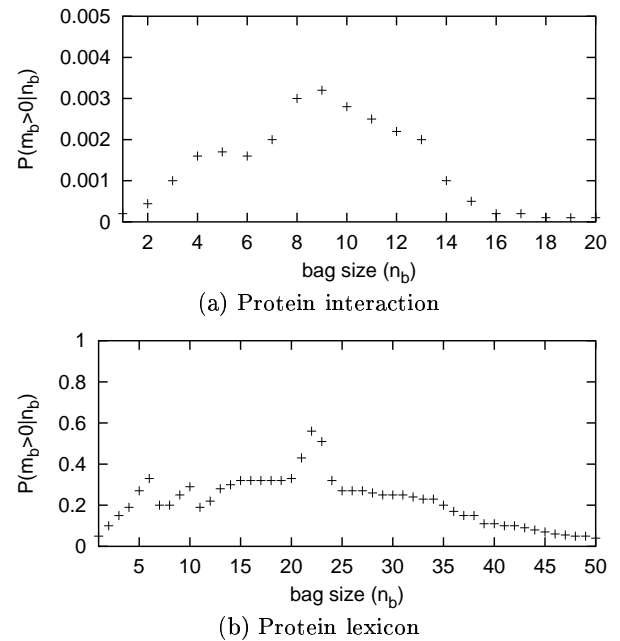 0.005
0.004
0.003
0.002
0.001
0
P(m_b>0|n_b)
2 4 6 8 10 12 14 16 18 20
bag size (n_b)
(a) Protein interaction
1
0.8
0.6
0.4
0.2
0
P(m_b>0|n_b)
5 10 15 20 25 30 35 40 45 50
bag size (n_b)
(b) Protein lexicon